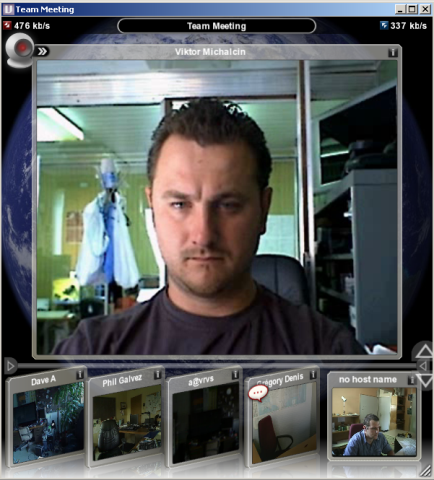 Team Meeting
476 kb/s
Team Meeting
337 kb/s
Viktor Michalcin
Dave A
Phil Galvez
a@vrvs
Gregory Denis
no host name